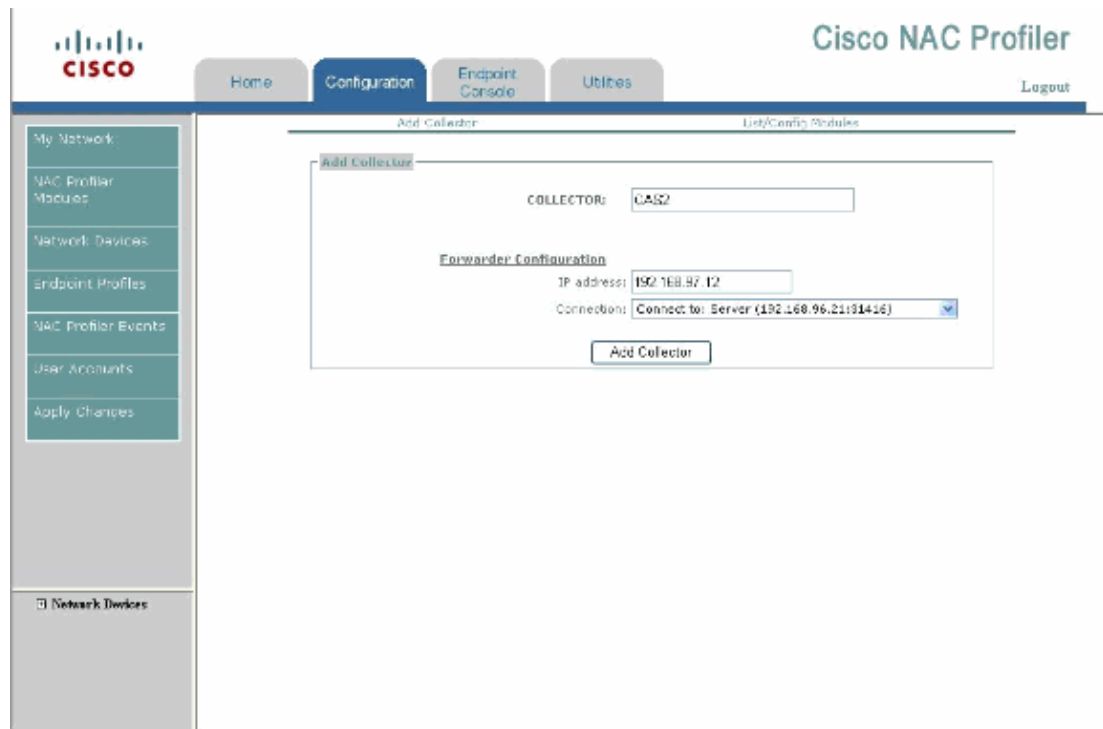 CISCO
Cisco NAC Profiler
Home
Configuration
Endpoint Console
Utilities
Logout
Add Collector
List/Config Modules
My Network
NAC Profiler
Modules
Network Devices
Endpoint Profiles
NAC Profiler Events
User Accounts
Apply Changes
Add Collector
COLLECTOR: CAS2
Forwarder Configuration
IP address: 192.168.97.12
Connection: Connect to: Server (192.168.96.21:31416)
Add Collector
Network Devices